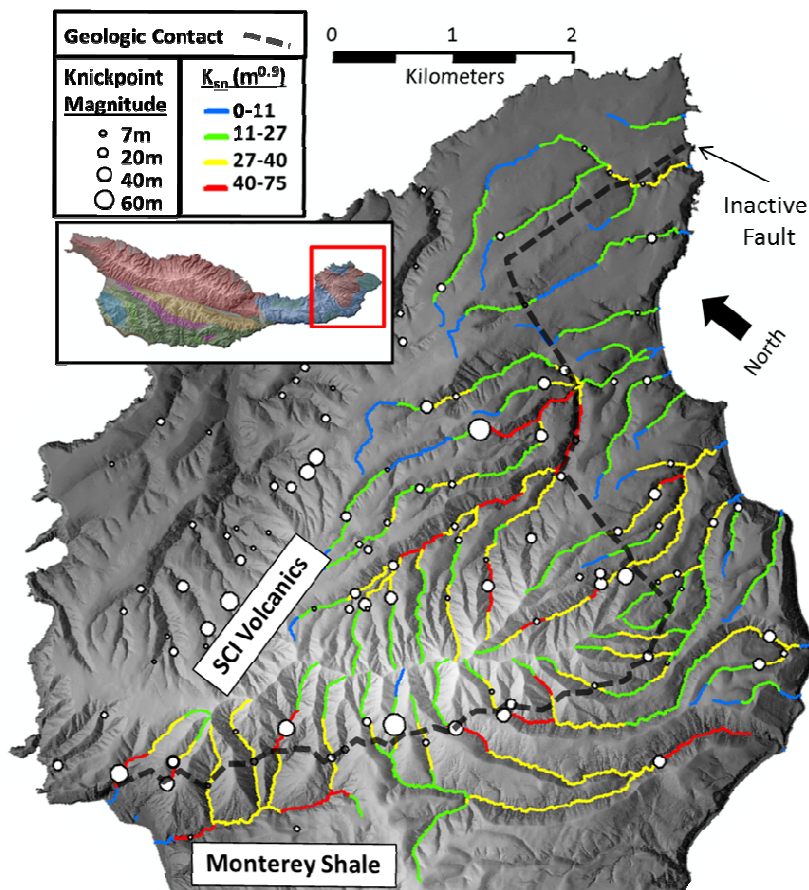 Geologic Contact
Knickpoint
Magnitude
7m
20m
40m
60m
Ksn (m0.9)
0-11
11-27
27-40
40-75
0 1 2
Kilometers
Inactive
Fault
North
SCI Volcanics
Monterey Shale